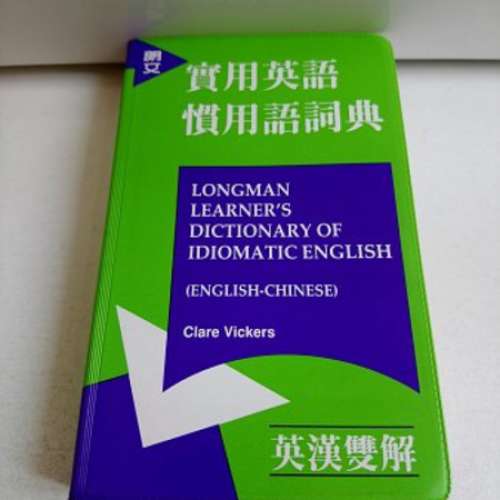 朗文
實用英語
慣用語詞典
LONGMAN
LEARNER'S
DICTIONARY OF
IDIOMATIC ENGLISH
(ENGLISH-CHINESE)
Clare Vickers
英漢雙解